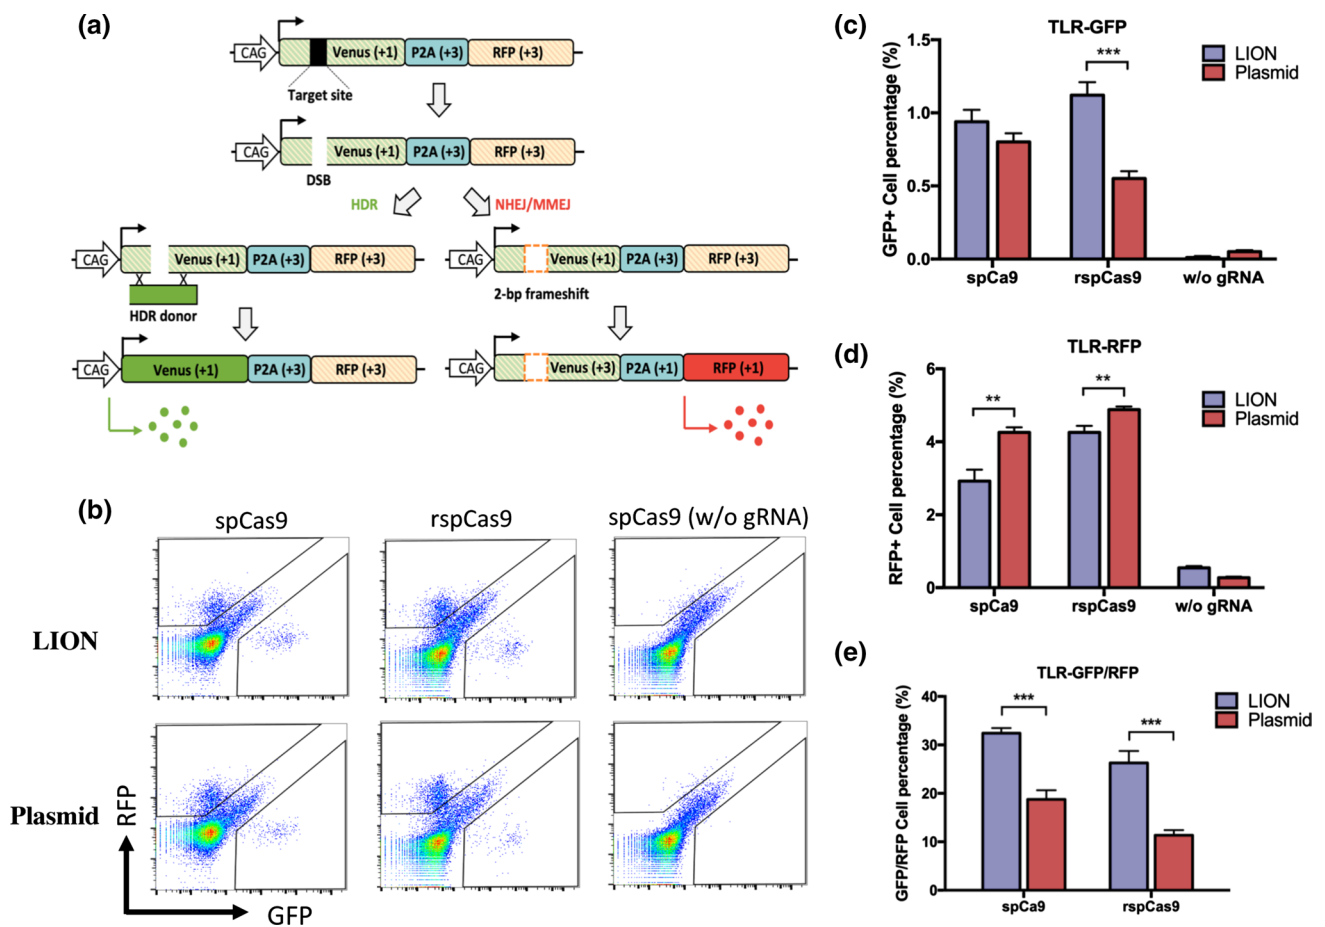 (a)
CAG
Venus (+1) P2A (+3) RFP (+3)
Target site
CAG
Venus (+1) P2A (+3) RFP (+3)
DSB
HDR
NHEJ/MMEJ
CAG
Venus (+1) P2A (+3) RFP (+3)
HDR donor
CAG
Venus (+1) P2A (+3) RFP (+3)
2-bp frameshift
CAG
Venus (+1) P2A (+3) RFP (+3)
CAG
Venus (+3) P2A (+1) RFP (+1)
(b)
spCas9 rspCas9 spCas9 (w/o gRNA)
LION
Plasmid
RFP
GFP
(c)
TLR-GFP
GFP+ Cell percentage (%)
1.5
1.0
0.5
0.0
***
LION
Plasmid
spCa9 rspCas9 w/o gRNA
(d)
TLR-RFP
RFP+ Cell percentage (%)
6
4
2
0
**
**
LION
Plasmid
spCa9 rspCas9 w/o gRNA
(e)
TLR-GFP/RFP
GFP/RFP Cell percentage (%)
40
30
20
10
0
***
***
LION
Plasmid
spCa9 rspCas9